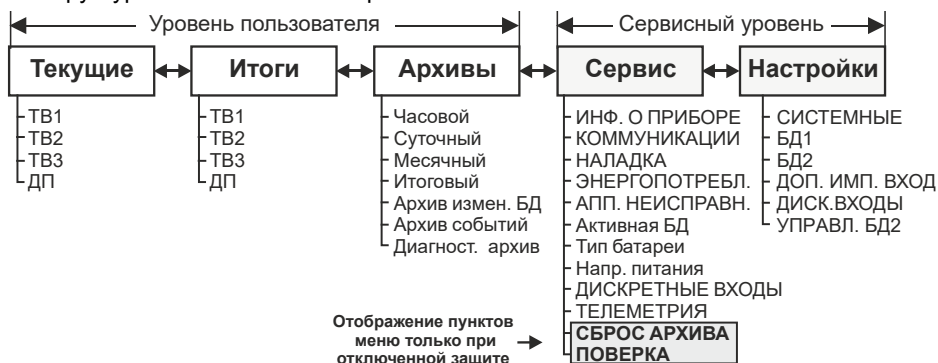 Уровень пользователя
Сервисный уровень
Текущие
Итоги
Архивы
Сервис
Настройки
ТВ1
ТВ2
ТВ3
ДП
ТВ1
ТВ2
ТВ3
ДП
Часовой
Суточный
Месячный
Итоговый
Архив измен. БД
Архив событий
Диагност. архив
ИНФ. О ПРИБОРЕ
КОММУНИКАЦИИ
НАЛАДКА
ЭНЕРГОПОТРЕБЛ.
АПП. НЕИСПРАВН.
Активная БД
Тип батареи
Напр. питания
ДИСКРЕТНЫЕ ВХОДЫ
ТЕЛЕМЕТРИЯ
СБРОС АРХИВА
ПОВЕРКА
СИСТЕМНЫЕ
БД1
БД2
ДОП. ИМП. ВХОД
ДИСК.ВХОДЫ
УПРАВЛ. БД2
Отображение пунктов
меню только при
отключенной защите